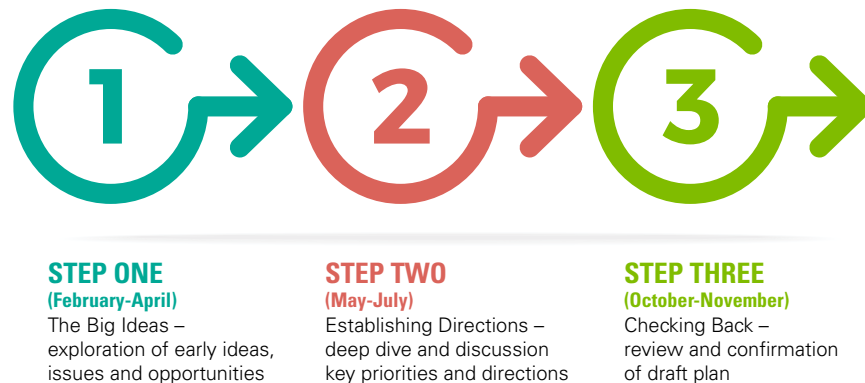 1
2
3
STEP ONE
(February-April)
The Big Ideas –
exploration of early ideas,
issues and opportunities
STEP TWO
(May-July)
Establishing Directions –
deep dive and discussion
key priorities and directions
STEP THREE
(October-November)
Checking Back –
review and confirmation
of draft plan